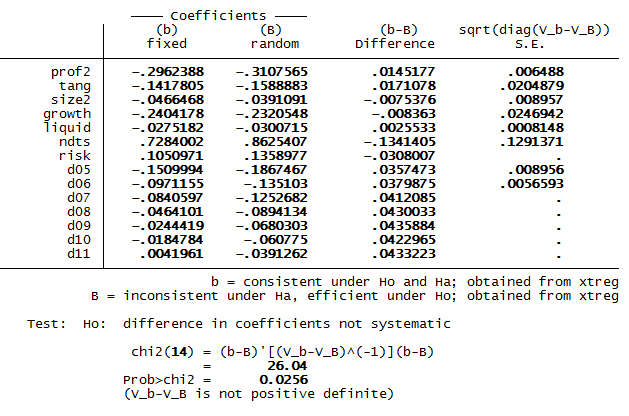 Coefficients
(b) (B) (b-B) sqrt(diag(V_b-V_B))
fixed random Difference S.E.
prof2 -.2962388 -.3107565 .0145177 .006488
tang -.1417805 -.1588883 .0171078 .0204879
size2 -.0466468 -.0391091 -.0075376 .008957
growth -.2404178 -.2320548 -.008363 .0246942
liquid -.0275182 -.0300715 .0025533 .0008148
ndts .7284002 .8625407 -.1341405 .1291371
risk .1050971 .1358977 -.0308007 .
d05 -.1509994 -.1867467 .0357473 .008956
d06 -.0971155 -.135103 .0379875 .0056593
d07 -.0840597 -.1252682 .0412085 .
d08 -.0464101 -.0894134 .0430033 .
d09 -.0244419 -.0680303 .0435884 .
d10 -.0184784 -.060775 .0422965 .
d11 .0041961 -.0391262 .0433223 .
b = consistent under Ho and Ha; obtained from xtreg
B = inconsistent under Ha, efficient under Ho; obtained from xtreg
Test: Ho: difference in coefficients not systematic
chi2(14) = (b-B)'[(V_b-V_B)^(-1)](b-B)
= 26.04
Prob>chi2 = 0.0256
(V_b-V_B is not positive definite)